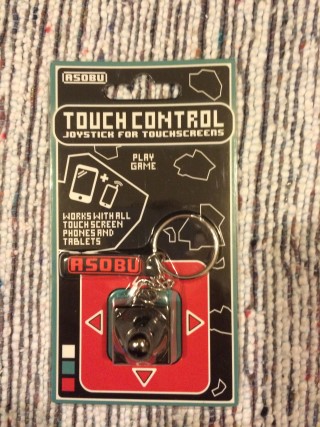 ASOBU
TOUCH CONTROL
JOYSTICK FOR TOUCHSCREENS
PLAY
GAME
WORKS WITH ALL
TOUCH SCREEN
PHONES AND
TABLETS
ASOBU